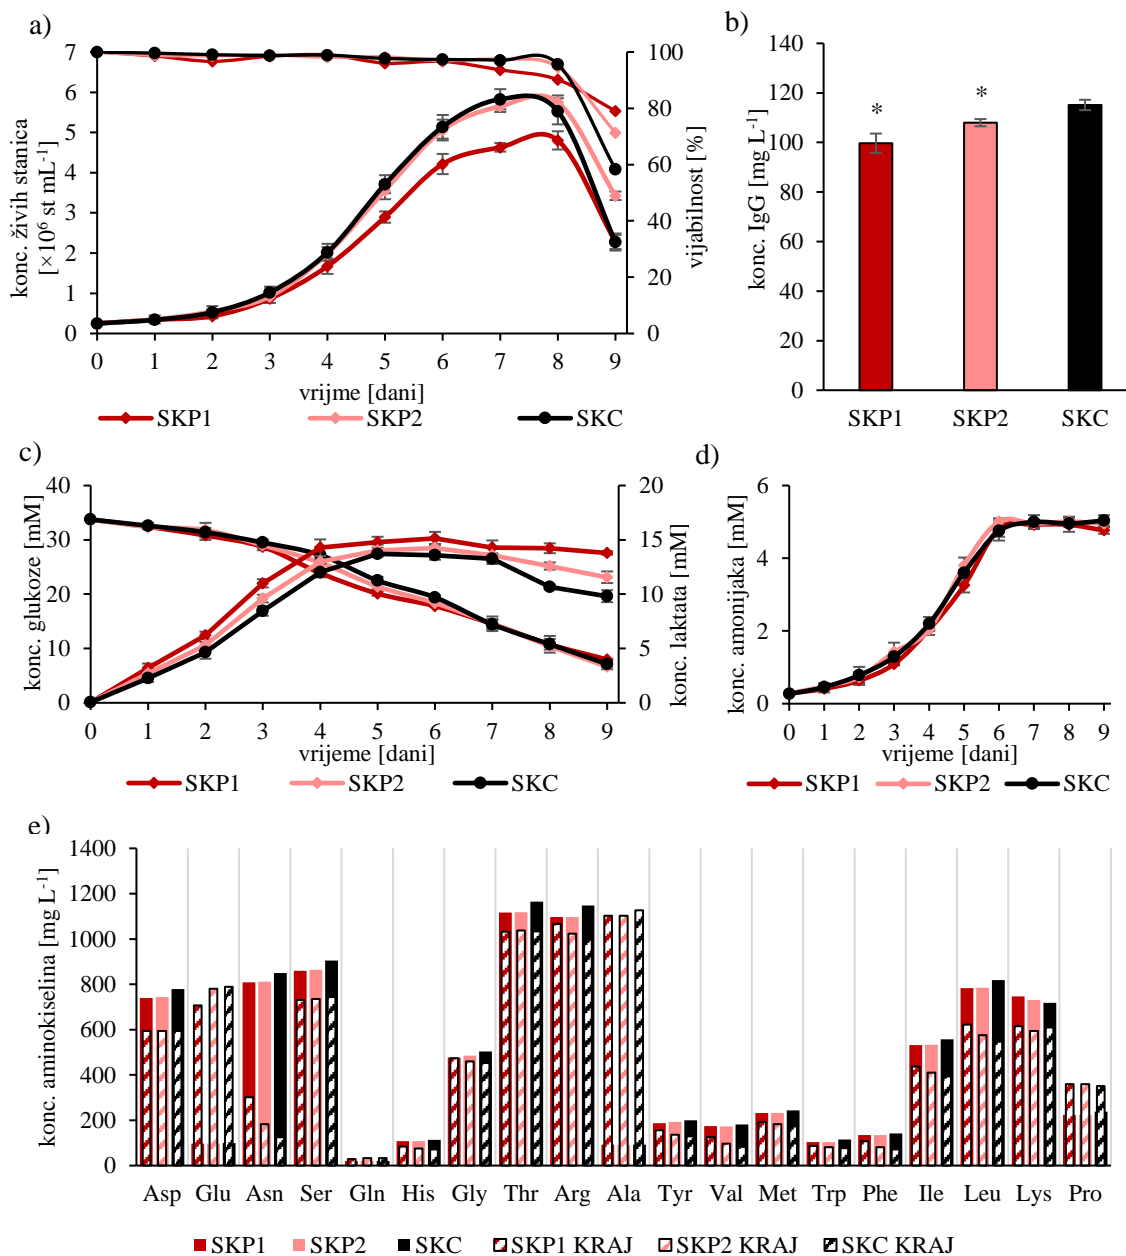 a)
konc. živih stanica
[×10⁶ st mL⁻¹]
7
6
5
4
3
2
1
0
100
80
60
40
20
0
vijabilnost [%]
0 1 2 3 4 5 6 7 8 9
vrijme [dani]
SKP1 SKP2 SKC
b)
konc. IgG [mg L⁻¹]
140
120
100
80
60
40
20
0
* *
SKP1 SKP2 SKC
c)
konc. glukoze [mM]
40
30
20
10
0
20
15
10
5
0
konc. laktata [mM]
0 1 2 3 4 5 6 7 8 9
vrijeme [dani]
SKP1 SKP2 SKC
d)
konc. amonijaka [mM]
6
4
2
0
0 1 2 3 4 5 6 7 8 9
vrijeme [dani]
SKP1 SKP2 SKC
e)
konc. aminokiselina [mg L⁻¹]
1400
1200
1000
800
600
400
200
0
Asp Glu Asn Ser Gln His Gly Thr Arg Ala Tyr Val Met Trp Phe Ile Leu Lys Pro
SKP1 SKP2 SKC SKP1 KRAJ SKP2 KRAJ SKC KRAJ